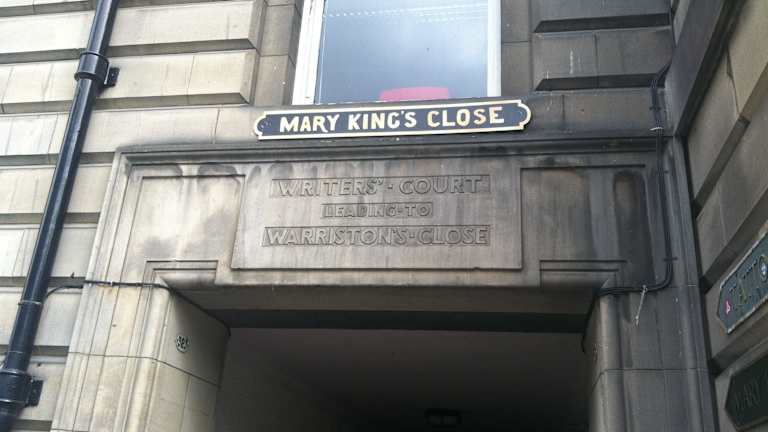 MARY KING'S CLOSE
WRITERS'·COURT
LEADING·TO
WARRISTON'S·CLOSE